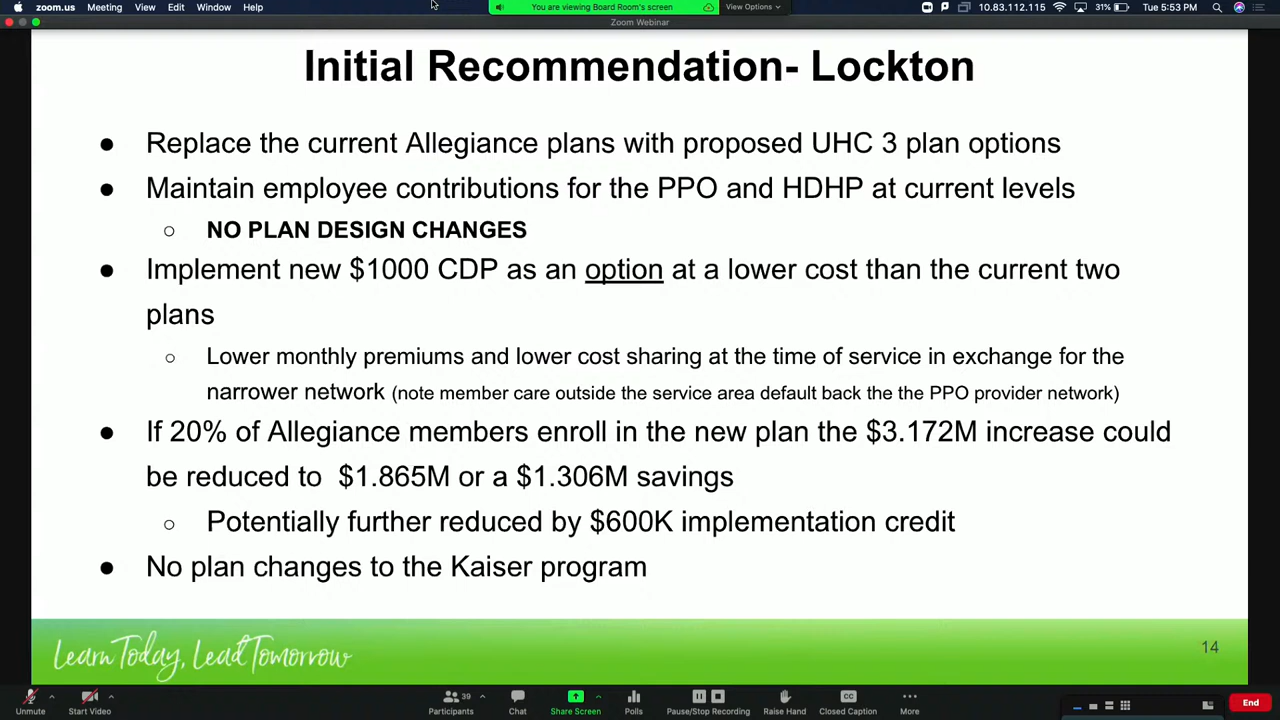 zoom.us Meeting View Edit Window Help You are viewing Board Room's screen View Options 10.83.112.115 31% Tue 5:53 PM
Zoom Webinar
Initial Recommendation- Lockton
● Replace the current Allegiance plans with proposed UHC 3 plan options
● Maintain employee contributions for the PPO and HDHP at current levels
○ NO PLAN DESIGN CHANGES
● Implement new $1000 CDP as an option at a lower cost than the current two
plans
○ Lower monthly premiums and lower cost sharing at the time of service in exchange for the
narrower network (note member care outside the service area default back the the PPO provider network)
● If 20% of Allegiance members enroll in the new plan the $3.172M increase could
be reduced to $1.865M or a $1.306M savings
○ Potentially further reduced by $600K implementation credit
● No plan changes to the Kaiser program
Learn Today, Lead Tomorrow
14
39
Unmute Start Video Participants Chat Share Screen Polls Pause/Stop Recording Raise Hand Closed Caption More End